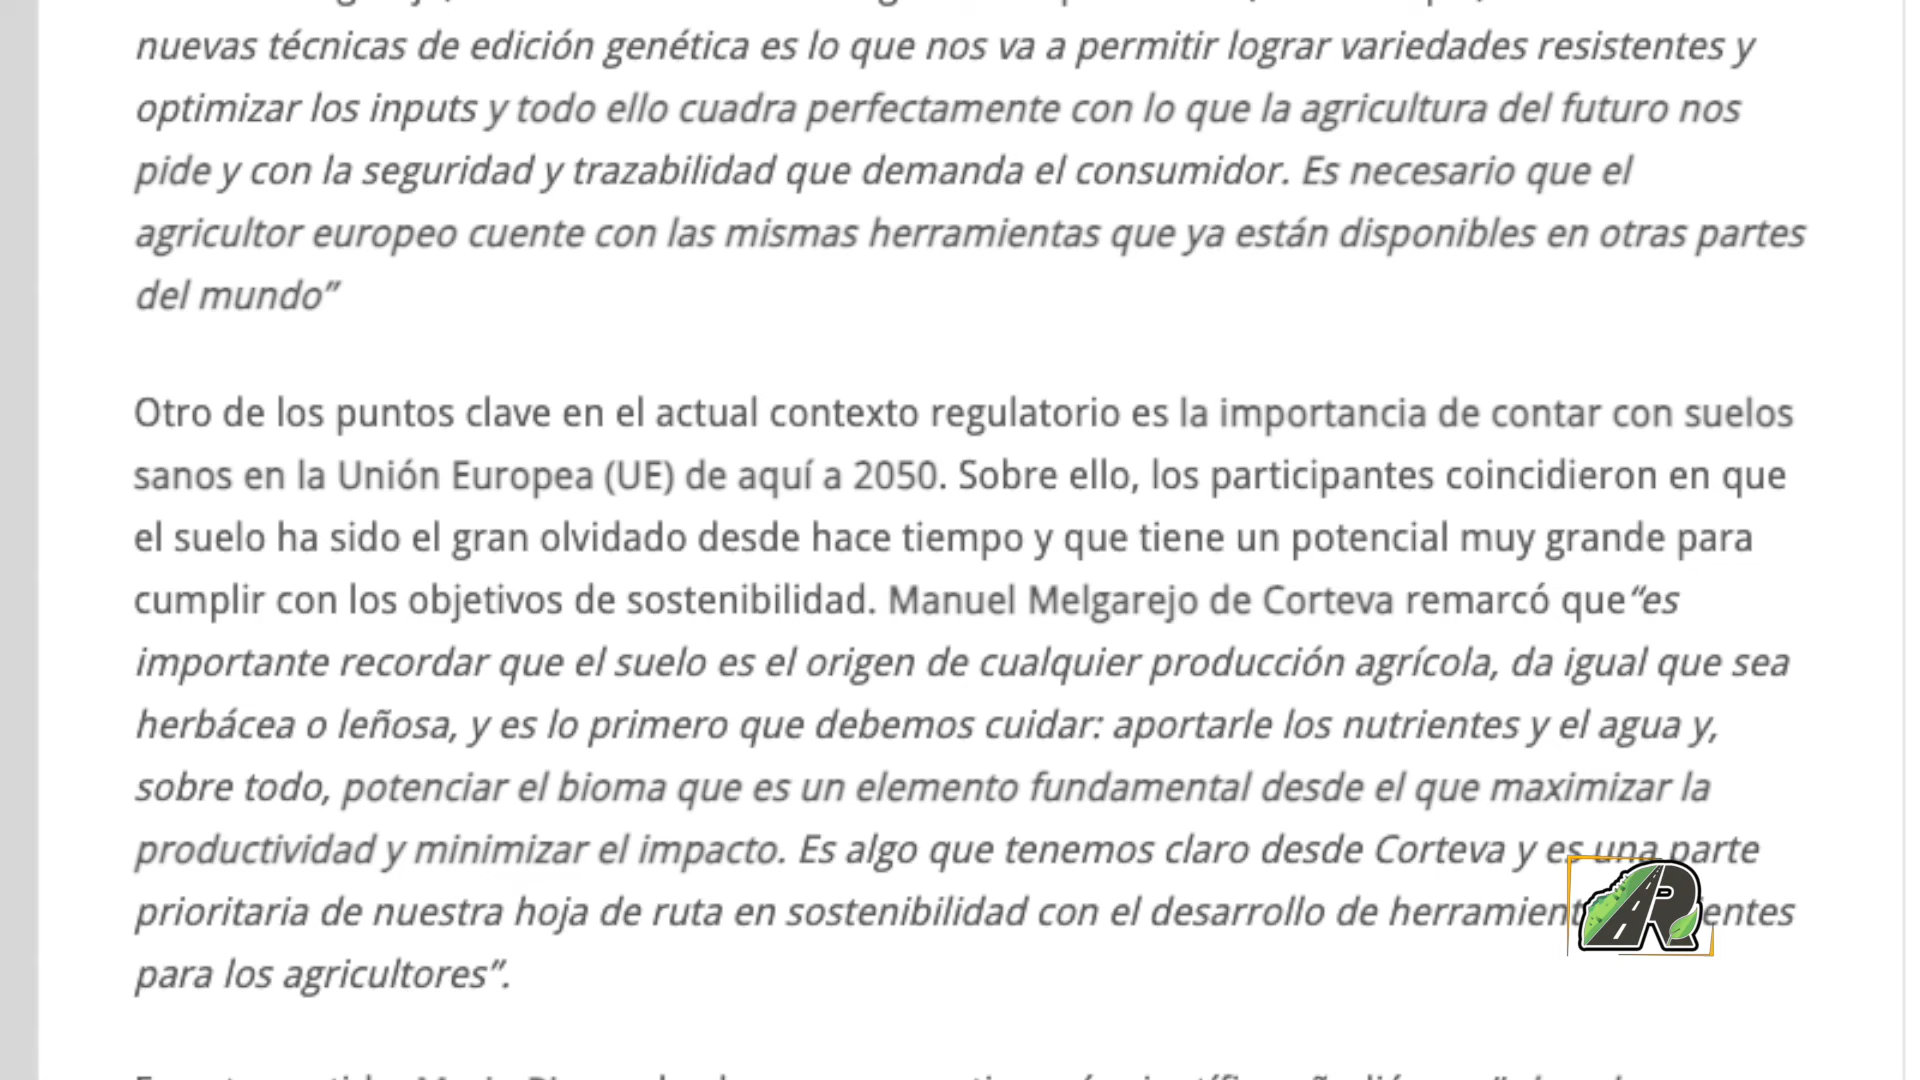 nuevas técnicas de edición genética es lo que nos va a permitir lograr variedades resistentes y
optimizar los inputs y todo ello cuadra perfectamente con lo que la agricultura del futuro nos
pide y con la seguridad y trazabilidad que demanda el consumidor. Es necesario que el
agricultor europeo cuente con las mismas herramientas que ya están disponibles en otras partes
del mundo”
Otro de los puntos clave en el actual contexto regulatorio es la importancia de contar con suelos
sanos en la Unión Europea (UE) de aquí a 2050. Sobre ello, los participantes coincidieron en que
el suelo ha sido el gran olvidado desde hace tiempo y que tiene un potencial muy grande para
cumplir con los objetivos de sostenibilidad. Manuel Melgarejo de Corteva remarcó que “es
importante recordar que el suelo es el origen de cualquier producción agrícola, da igual que sea
herbácea o leñosa, y es lo primero que debemos cuidar: aportarle los nutrientes y el agua y,
sobre todo, potenciar el bioma que es un elemento fundamental desde el que maximizar la
productividad y minimizar el impacto. Es algo que tenemos claro desde Corteva y es una parte
prioritaria de nuestra hoja de ruta en sostenibilidad con el desarrollo de
para los agricultores”.